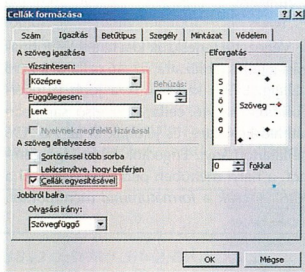 Cellák formázása
Szám Igazítás Betűtípus Szegély Mintázat Védelem
A szöveg igazítása
Vízszintesen:
Középre
Behúzás:
Függőlegesen:
0
Lent
Nyelvnek megfelelő kizárással
A szöveg elhelyezése
Sortöréssel több sorba
Lekicsinyítve, hogy beférjen
Cellák egyesítésével
Jobbról balra
Olvasási irány:
Szövegfüggő
Elforgatás
Szöveg
Szöveg
0 fokkal
OK Mégse